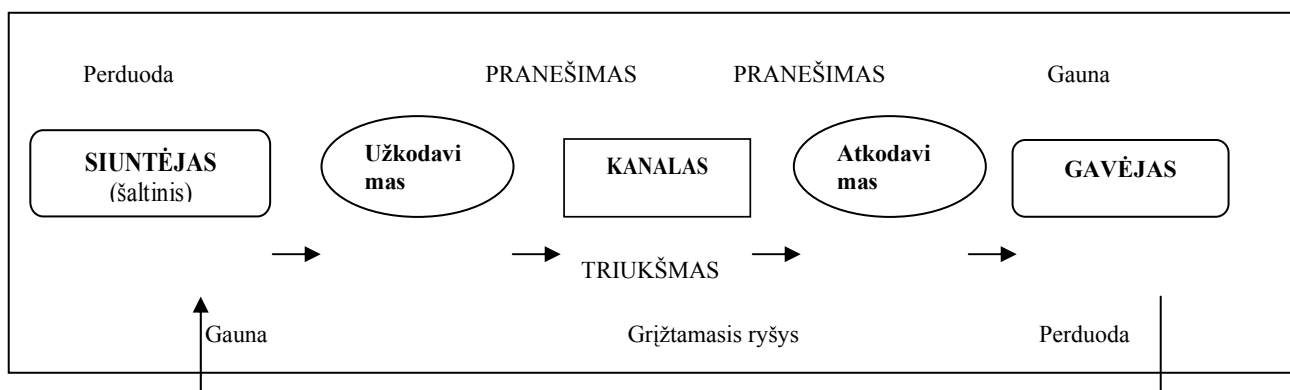 Perduoda
PRANEŠIMAS
PRANEŠIMAS
Gauna
SIUNTĖJAS
(šaltinis)
Užkodavi
mas
KANALAS
Atkodavi
mas
GAVĖJAS
TRIUKŠMAS
Gauna
Grįžtamasis ryšys
Perduoda